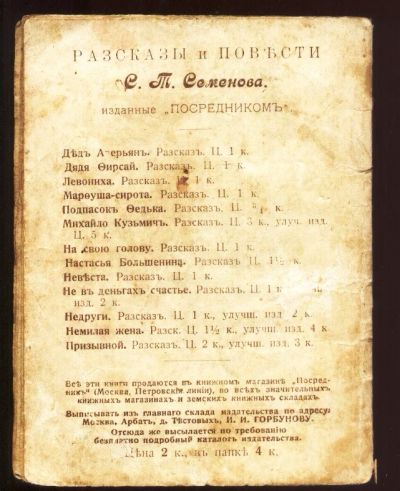 РАЗСКАЗЫ и ПОВѢСТИ
С. Т. Семенова.
изданные „ПОСРЕДНИКОМЪ".
Дѣдъ Аверьянъ. Разсказъ. Ц. 1 к.
Дядя Ѳирсай. Разсказъ. Ц. 1 к.
Левониха. Разсказъ. Ц. 1 к.
Марѳуша-сирота. Разсказъ. Ц. 1 к.
Подпасокъ Ѳедька. Разсказъ. Ц. к.
Михайло Кузьмичъ. Разсказъ. Ц. 3 к., улуч. изд.
Ц. 5 к.
На свою голову. Разсказъ. Ц. 1 к.
Настасья Большенина. Разсказъ. Ц. 1½ к.
Невѣста. Разсказъ. Ц. 1 к.
Не въ деньгахъ счастье. Разсказъ. Ц. 1 к
изд. 2 к.
Недруги. Разсказъ. Ц. 1 к., улучш. изд. 2 к.
Немилая жена. Разск. Ц. 1½ к., улучш. изд. 4 к.
Призывной. Разсказъ. Ц. 2 к., улучш. изд. 3 к.
Всѣ эти книги продаются въ книжномъ магазинѣ „Посред-
никъ" (Москва, Петровскія линіи), во всѣхъ значительныхъ
книжныхъ магазинахъ и земскихъ книжныхъ складахъ.
Выписывать изъ главнаго склада издательства по адресу:
Москва, Арбатъ, д. Тѣстовыхъ, И. И. ГОРБУНОВУ.
Отсюда же высылается по требованію
безплатно подробный каталогъ издательства.
Цѣна 2 к., въ папкѣ 4 к.